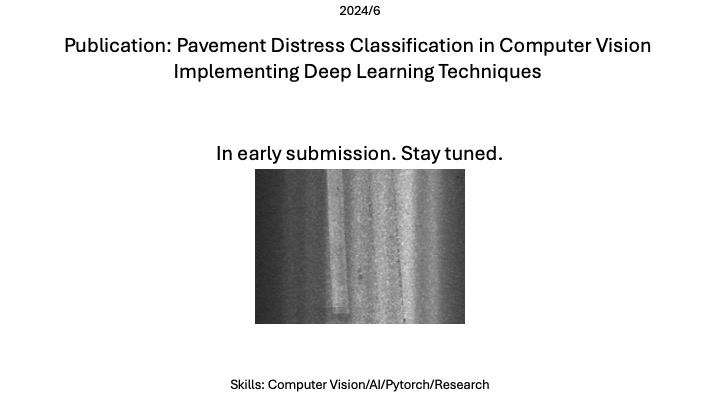 2024/6
Publication: Pavement Distress Classification in Computer Vision
Implementing Deep Learning Techniques
In early submission. Stay tuned.
Skills: Computer Vision/AI/Pytorch/Research